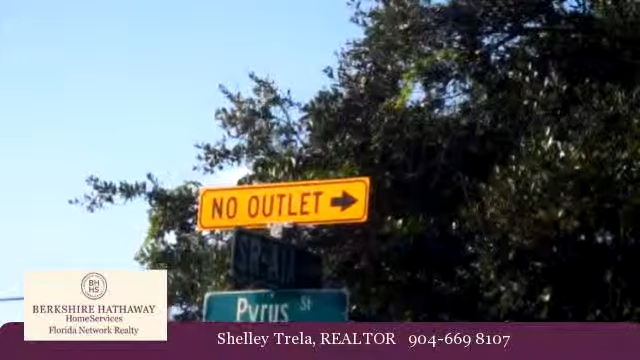 NO OUTLET
Pyrus St
BH
HS
BERKSHIRE HATHAWAY
HomeServices
Florida Network Realty
Shelley Trela, REALTOR 904-669 8107